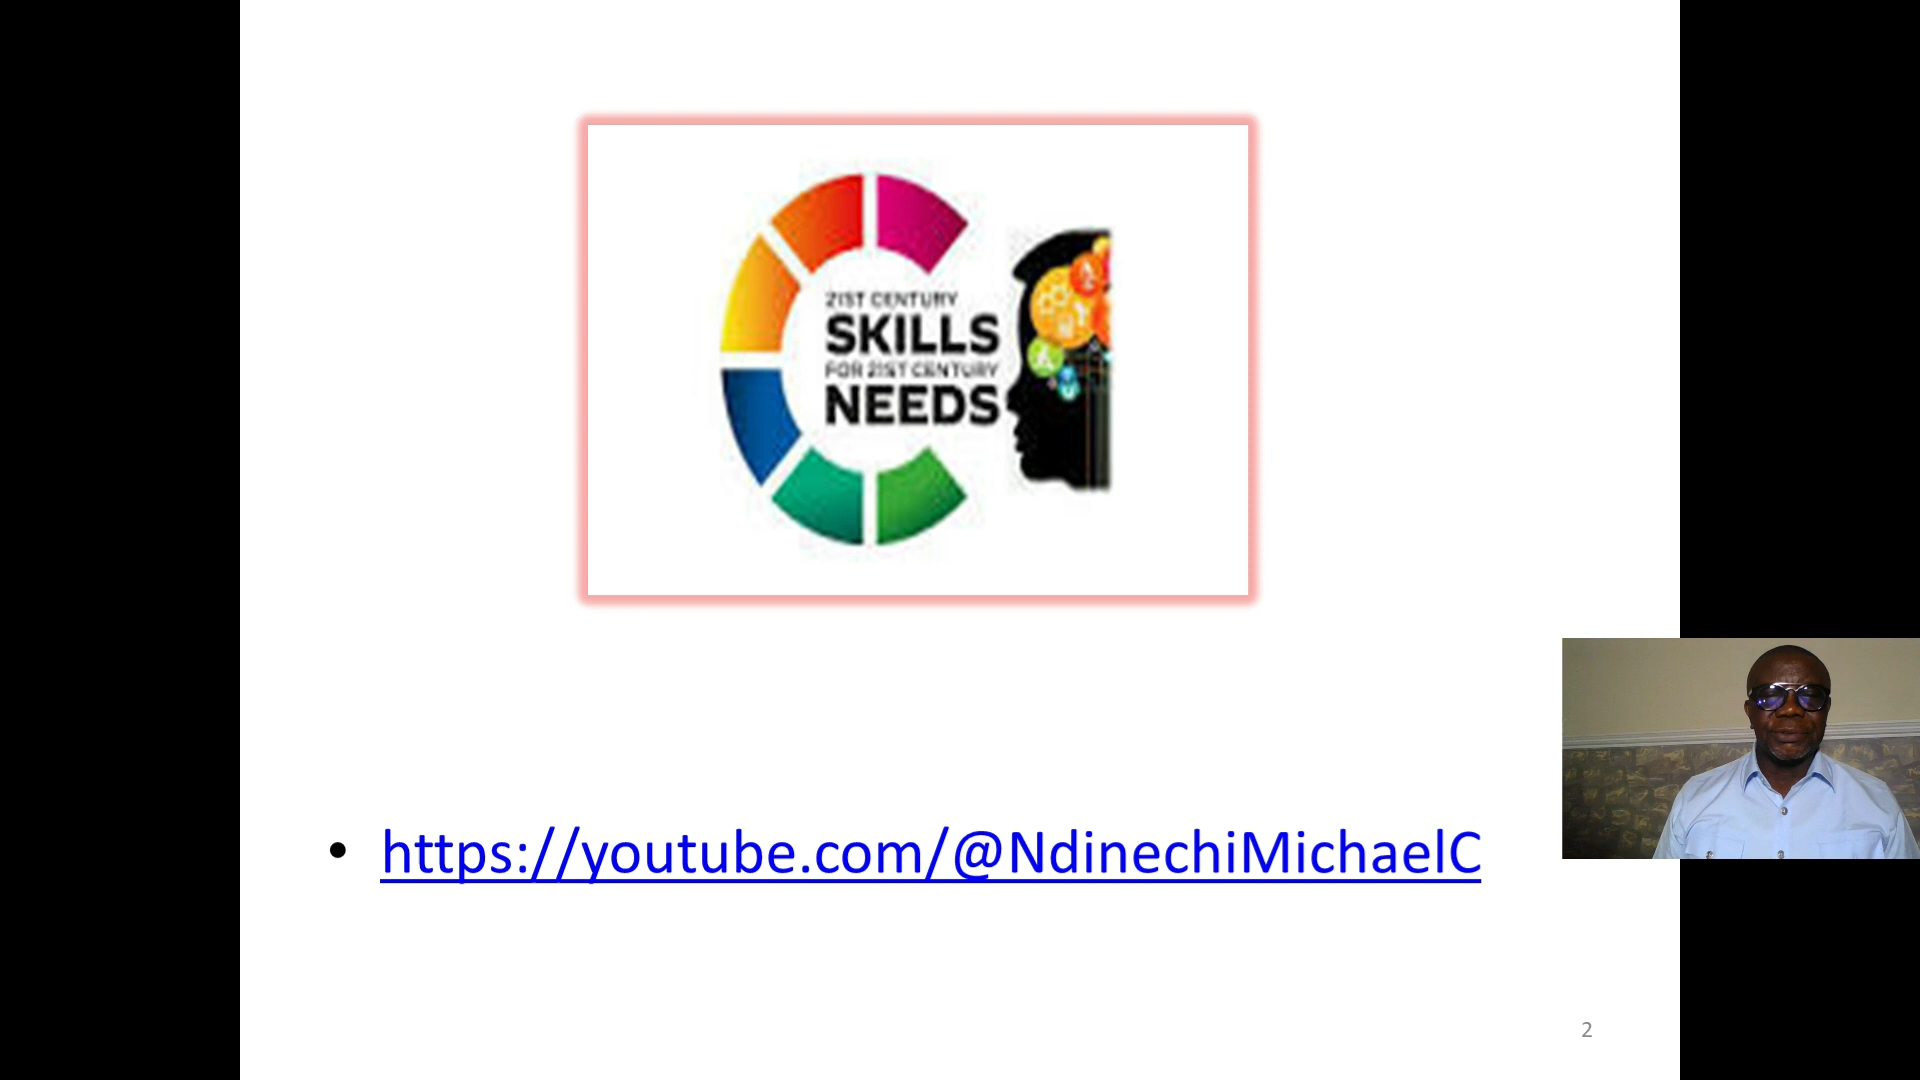 21ST CENTURY
SKILLS
FOR 21ST CENTURY
NEEDS
• https://youtube.com/@NdinechiMichaelC
2